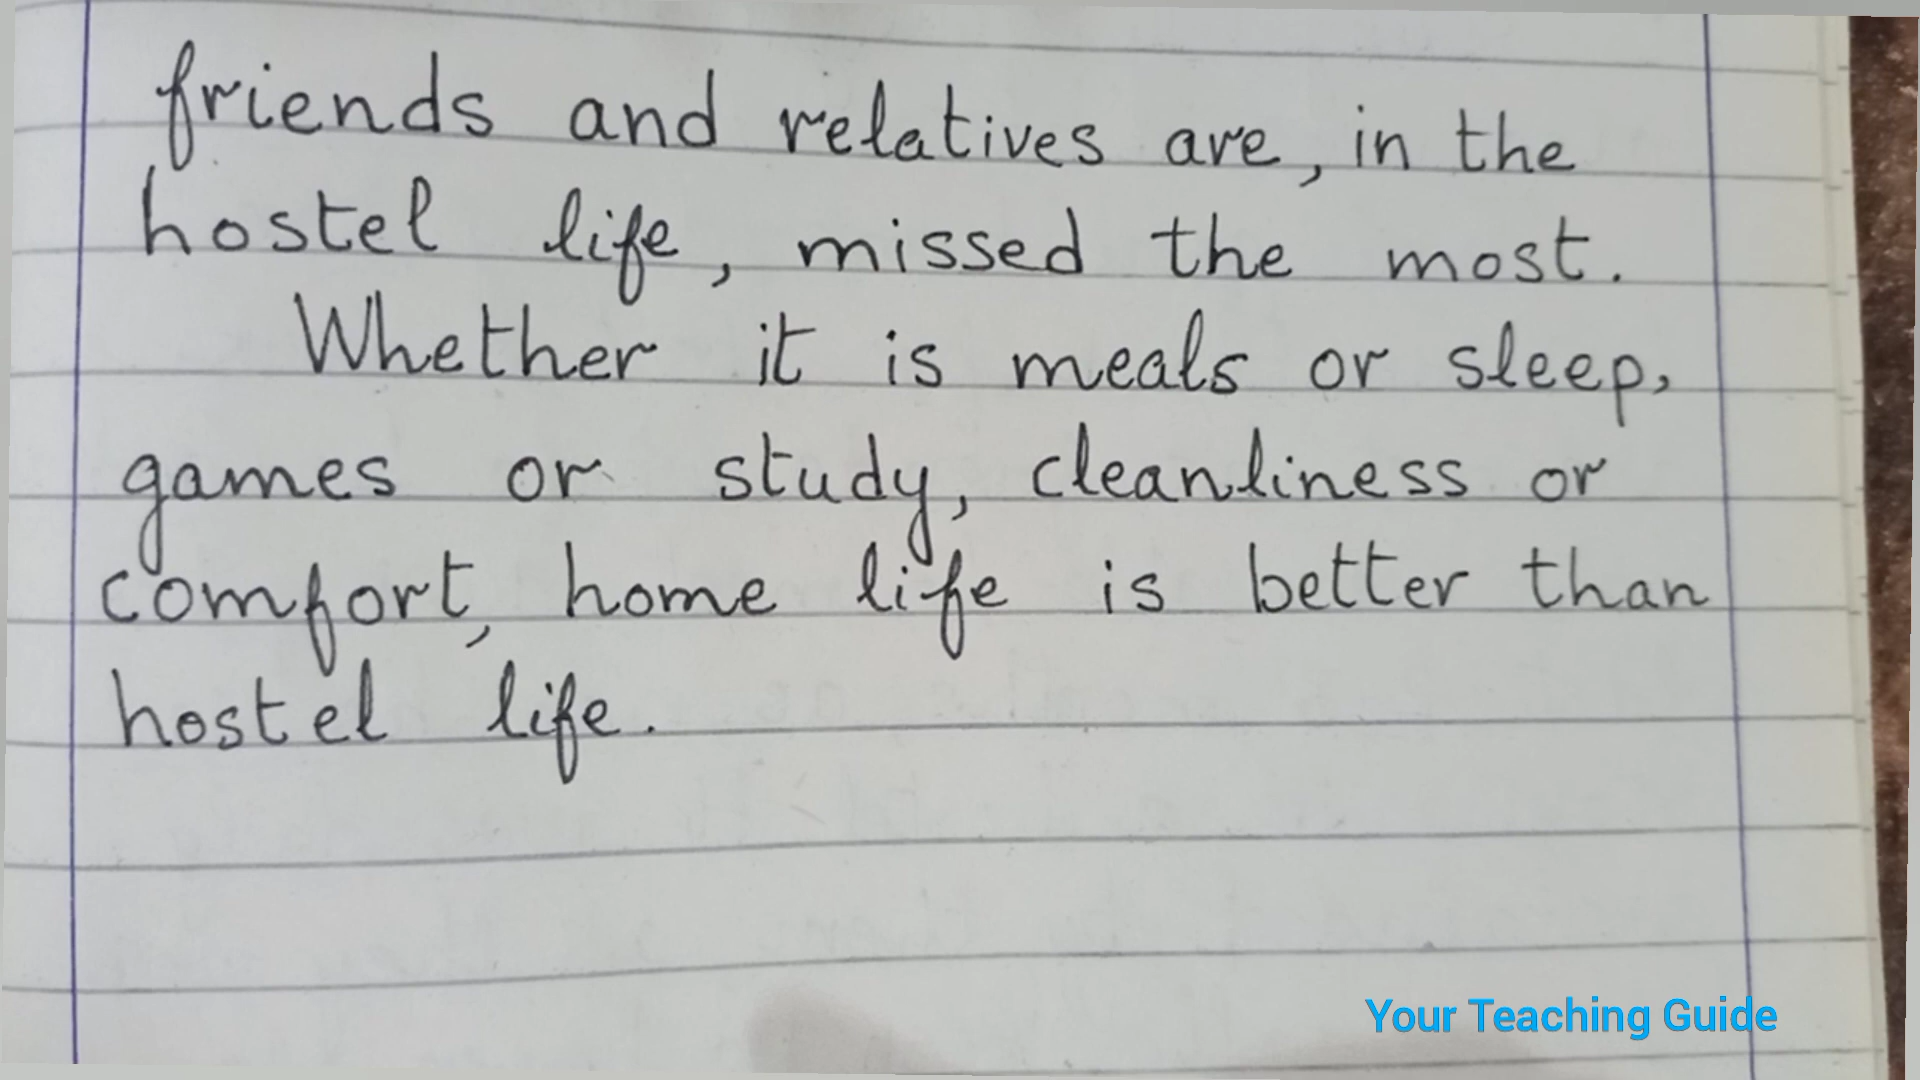 friends and relatives are, in the
hostel life, missed the most.
Whether it is meals or sleep,
games or study, cleanliness or
comfort, home life is better than
hostel life.
Your Teaching Guide